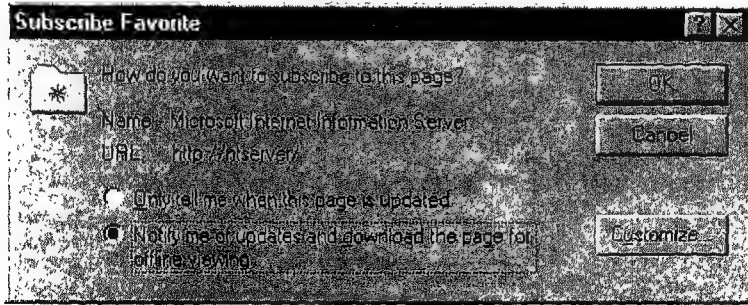 Subscribe Favorite
How do you want to subscribe to this page?
Name: Microsoft Internet Information Server
URL: http://ntserver/
Only tell me when this page is updated.
Notify me of updates and download the page for
offline viewing.
OK
Cancel
Customize...